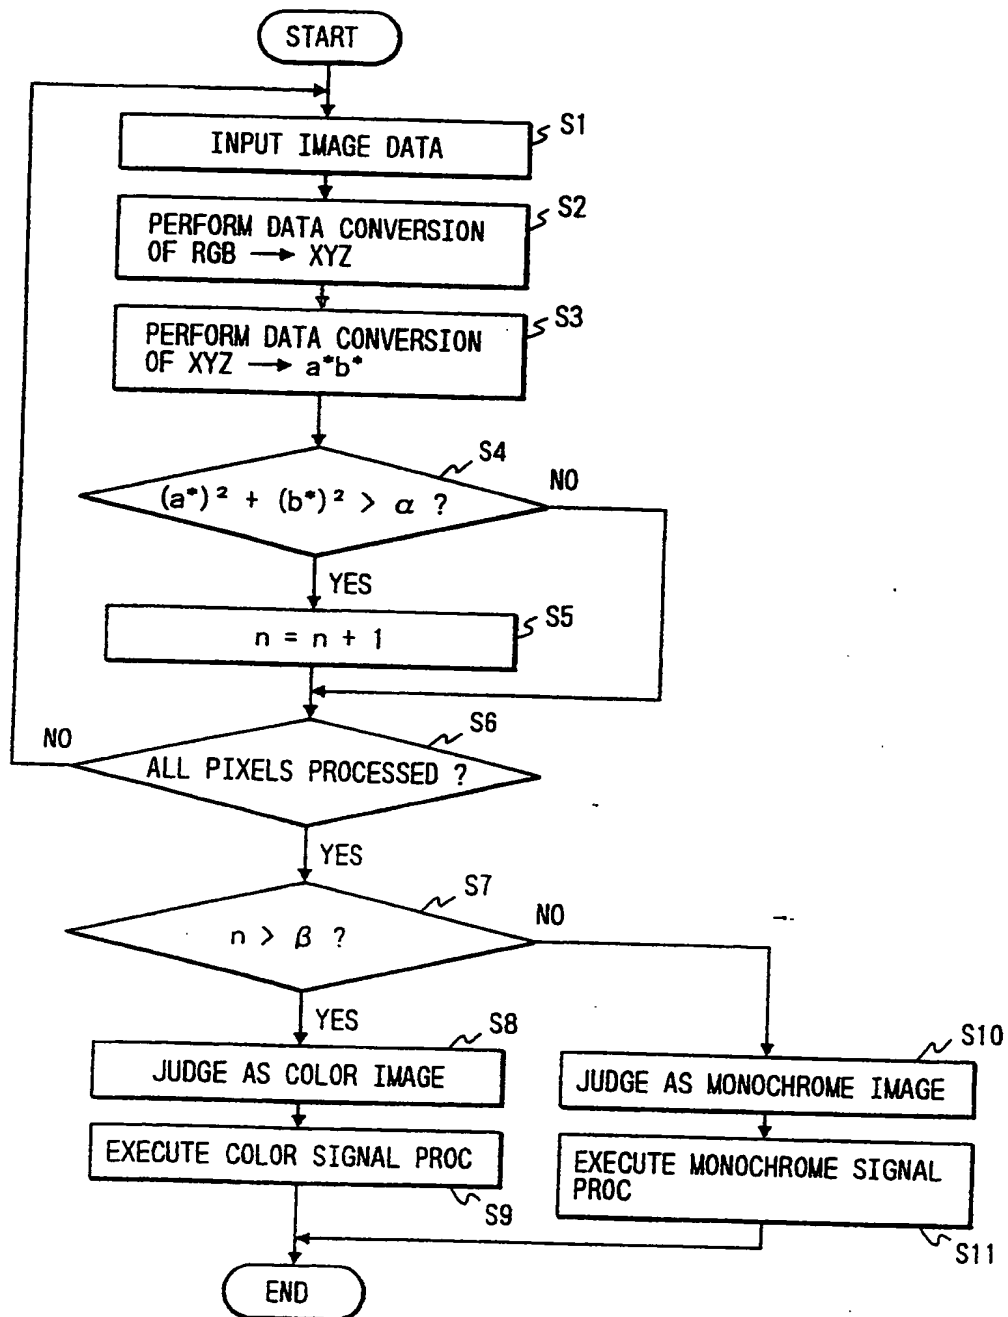 START
INPUT IMAGE DATA
S1
PERFORM DATA CONVERSION
OF RGB → XYZ
S2
PERFORM DATA CONVERSION
OF XYZ → a*b*
S3
(a*)² + (b*)² > α ?
S4
NO
YES
n = n + 1
S5
ALL PIXELS PROCESSED ?
S6
NO
YES
n > β ?
S7
NO
YES
JUDGE AS COLOR IMAGE
S8
EXECUTE COLOR SIGNAL PROC
S9
JUDGE AS MONOCHROME IMAGE
S10
EXECUTE MONOCHROME SIGNAL
PROC
S11
END